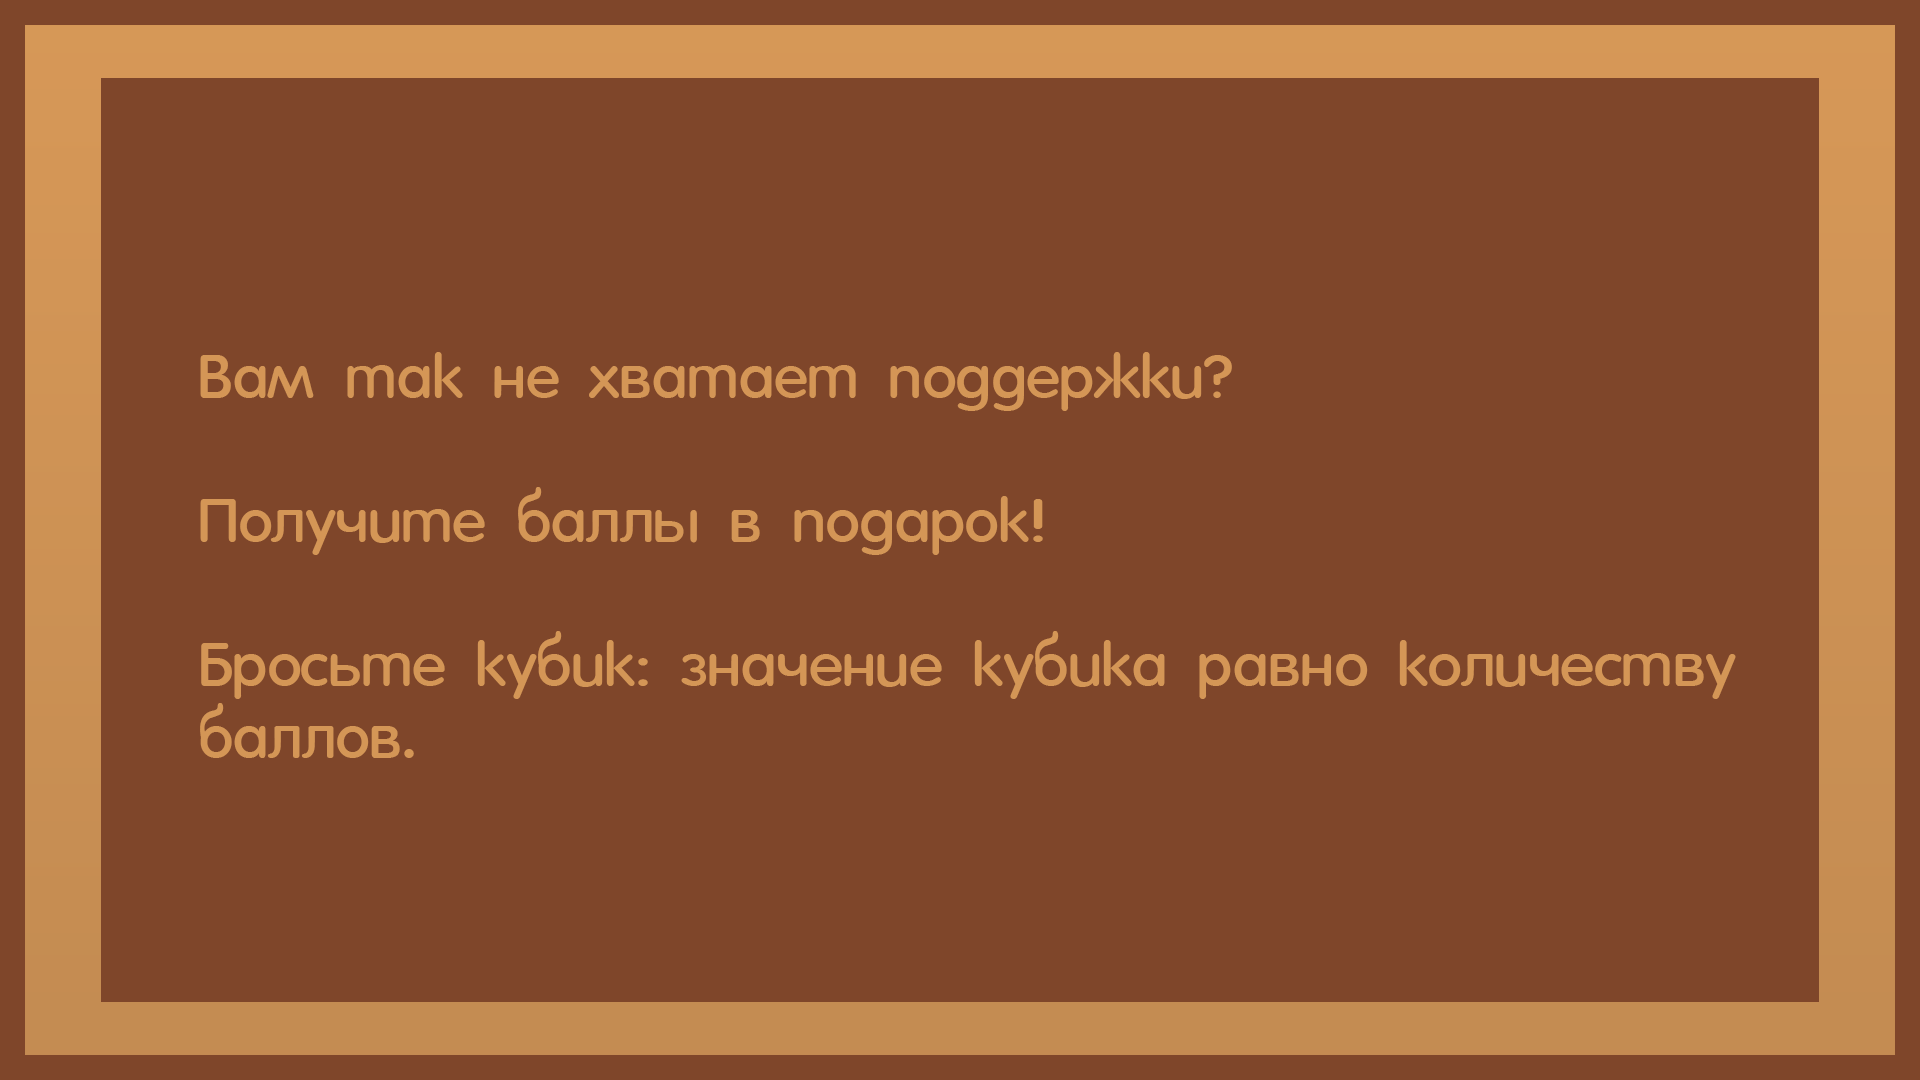 Вам так не хватает поддержки?
Получите баллы в подарок!
Бросьте кубик: значение кубика равно количеству
баллов.